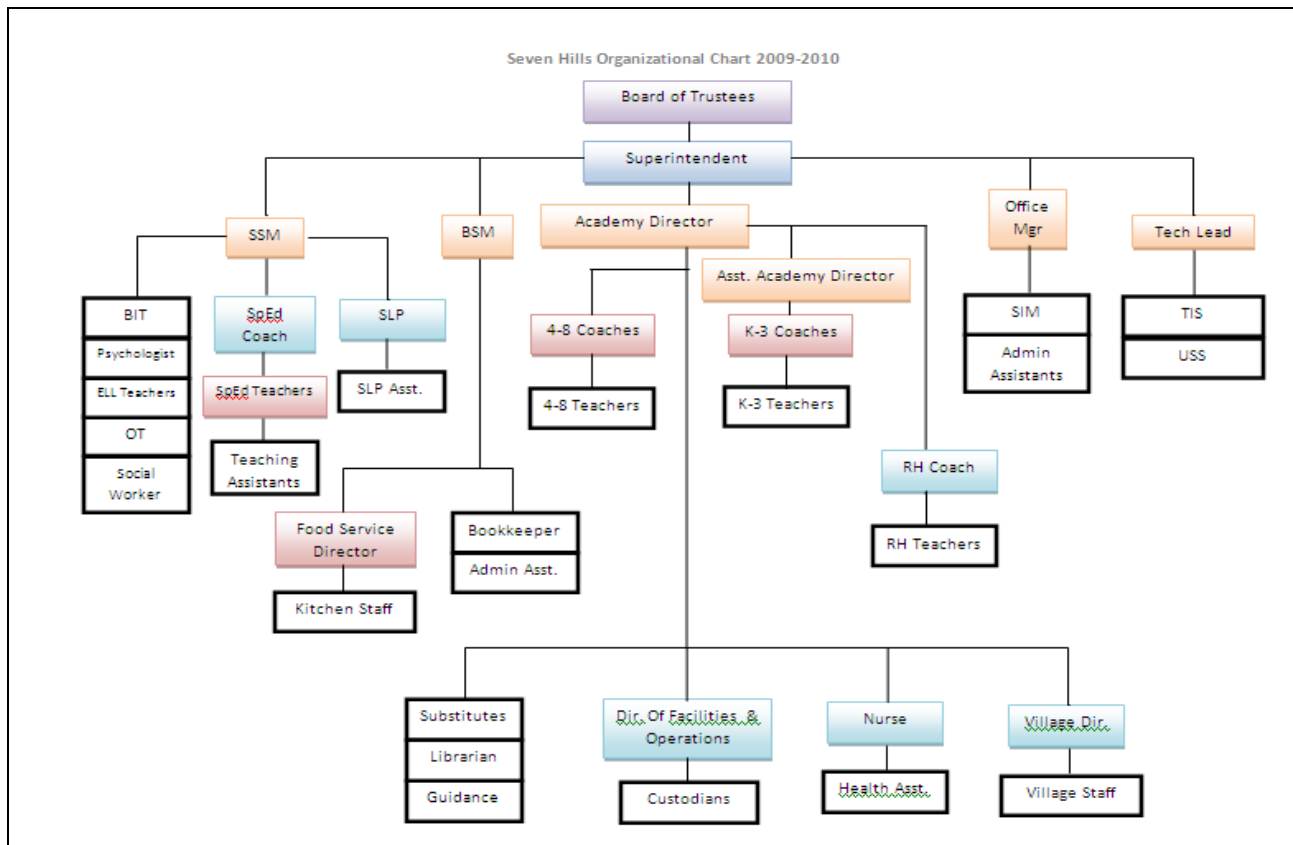 Seven Hills Organizational Chart 2009-2010
Board of Trustees
Superintendent
SSM
BSM
Academy Director
Office
Mgr
Tech Lead
Asst. Academy Director
BIT
Psychologist
ELL Teachers
OT
Social
Worker
SpEd
Coach
SpEd Teachers
Teaching
Assistants
SLP
SLP Asst.
4-8 Coaches
4-8 Teachers
K-3 Coaches
K-3 Teachers
SIM
Admin
Assistants
TIS
USS
RH Coach
RH Teachers
Food Service
Director
Kitchen Staff
Bookkeeper
Admin Asst.
Substitutes
Librarian
Guidance
Dir. Of Facilities & 
Operations
Custodians
Nurse
Health Asst.
Village Dir.
Village Staff